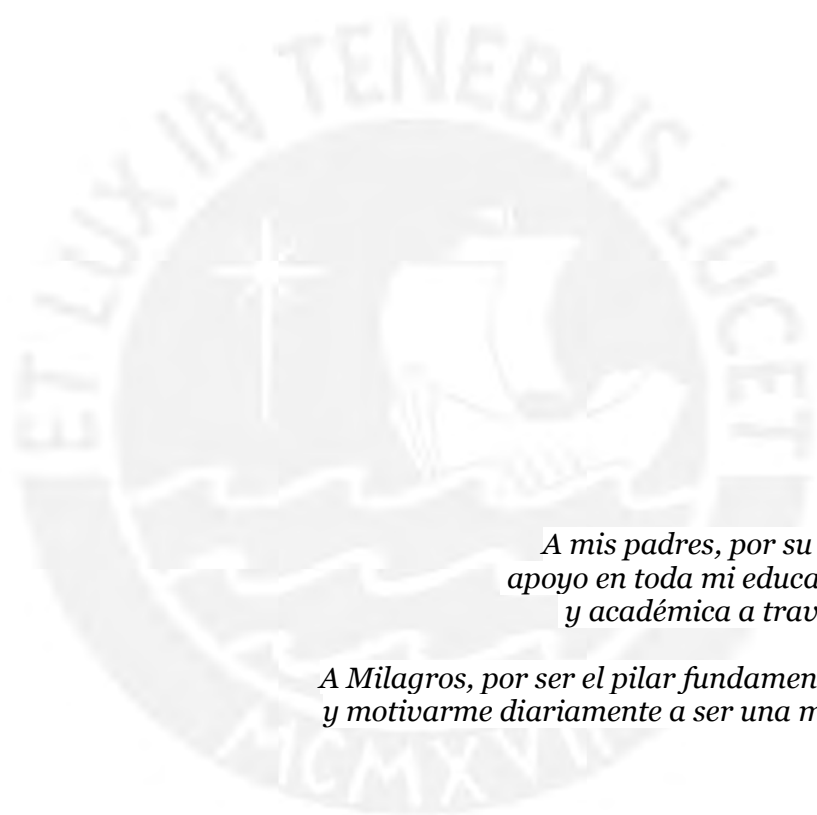 ET LUX IN TENEBRIS LUCET
A mis padres, por su
apoyo en toda mi educa
y académica a trav
A Milagros, por ser el pilar fundamen
y motivarme diariamente a ser una m
MCMXVII